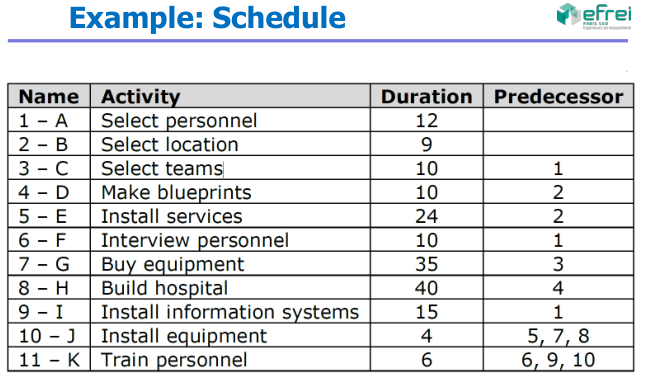 Example: Schedule
efrei
PARIS SUD
Name Activity Duration Predecessor
1 – A Select personnel 12
2 – B Select location 9
3 – C Select teams 10 1
4 – D Make blueprints 10 2
5 – E Install services 24 2
6 – F Interview personnel 10 1
7 – G Buy equipment 35 3
8 – H Build hospital 40 4
9 – I Install information systems 15 1
10 – J Install equipment 4 5, 7, 8
11 – K Train personnel 6 6, 9, 10